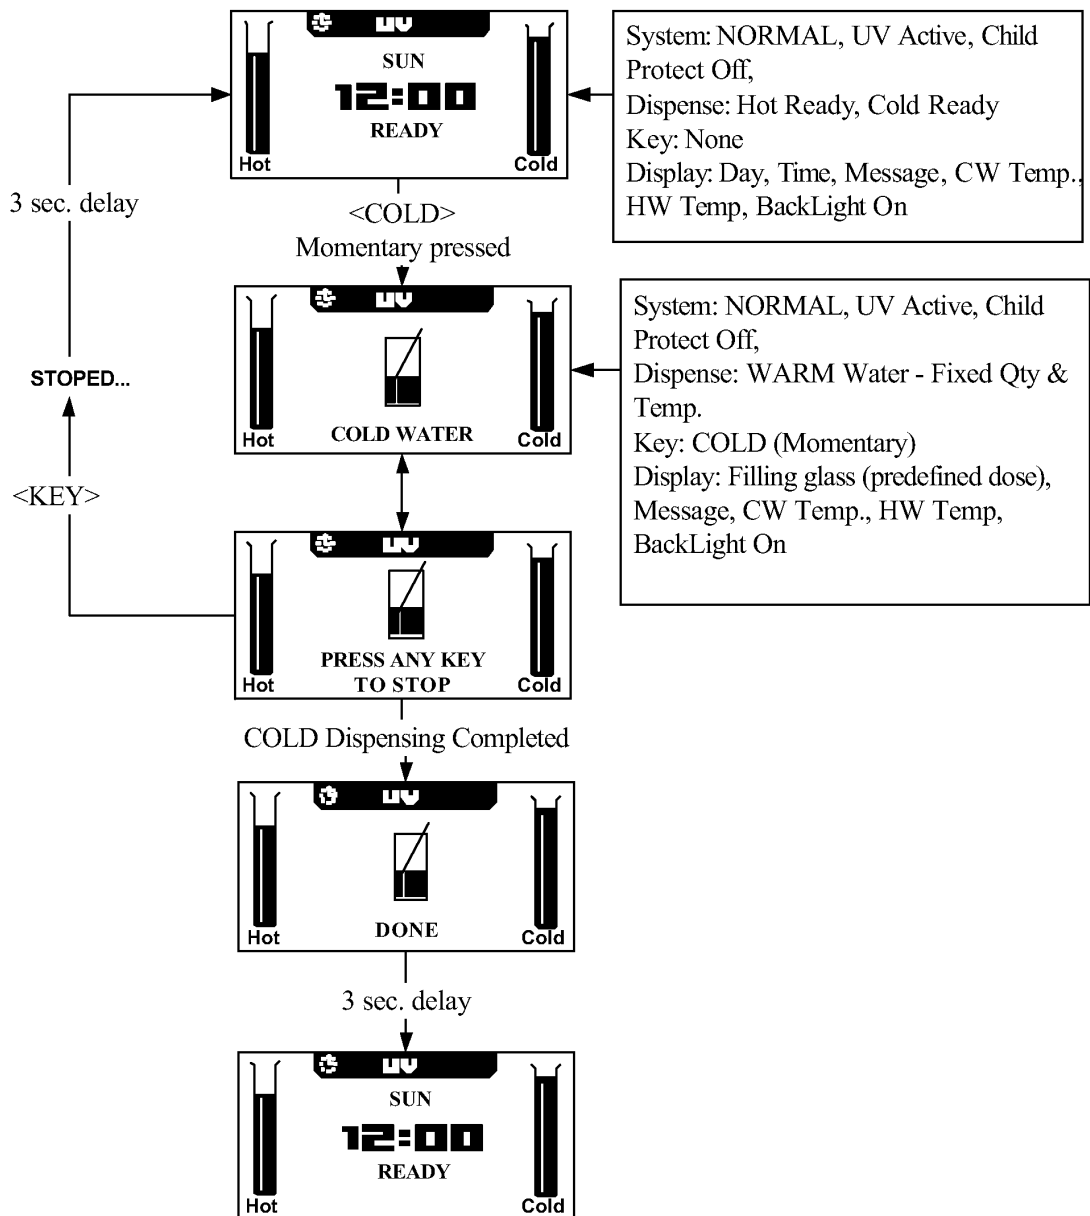 UV
SUN
12:00
READY
Hot
Cold
System: NORMAL, UV Active, Child
Protect Off,
Dispense: Hot Ready, Cold Ready
Key: None
Display: Day, Time, Message, CW Temp.,
HW Temp, BackLight On
3 sec. delay
<COLD>
Momentary pressed
UV
Hot
COLD WATER
Cold
System: NORMAL, UV Active, Child
Protect Off,
Dispense: WARM Water - Fixed Qty &
Temp.
Key: COLD (Momentary)
Display: Filling glass (predefined dose),
Message, CW Temp., HW Temp,
BackLight On
STOPED...
<KEY>
UV
PRESS ANY KEY
TO STOP
Hot
Cold
COLD Dispensing Completed
UV
DONE
Hot
Cold
3 sec. delay
UV
SUN
12:00
READY
Hot
Cold